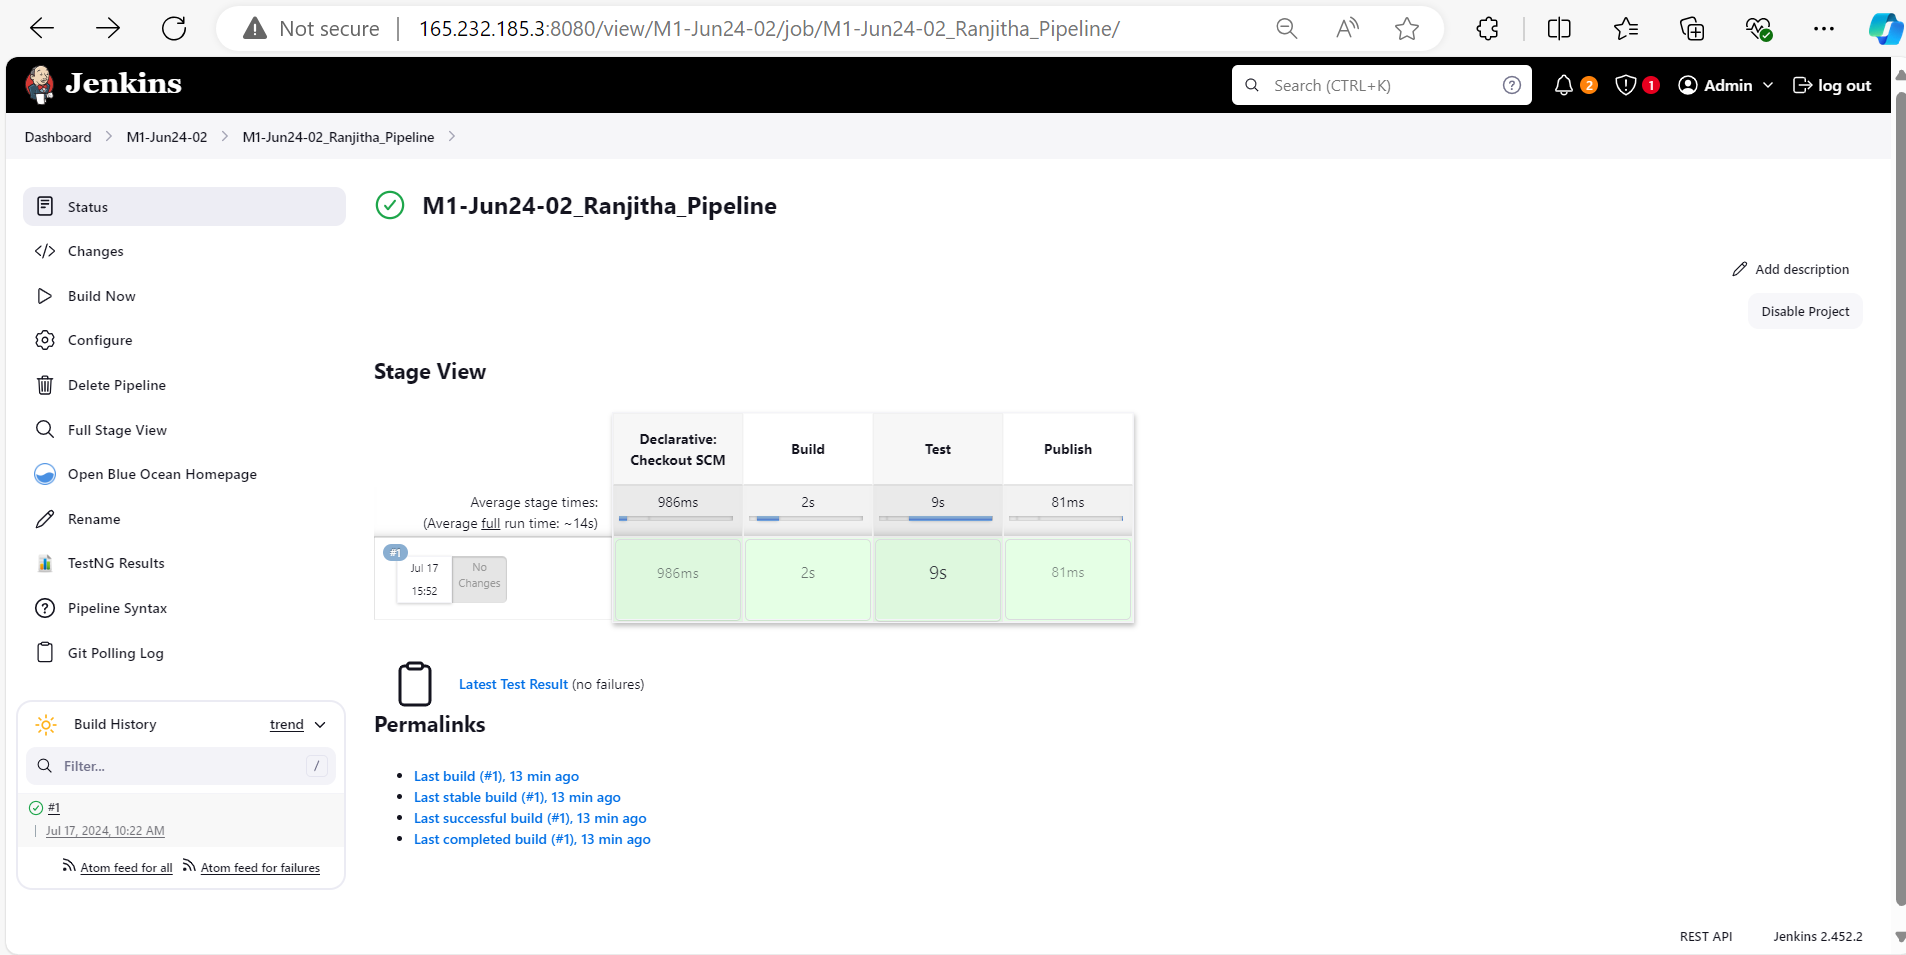 Not secure | 165.232.185.3:8080/view/M1-Jun24-02/job/M1-Jun24-02_Ranjitha_Pipeline/
Jenkins
Search (CTRL+K)
2
1
Admin
log out
Dashboard
M1-Jun24-02
M1-Jun24-02_Ranjitha_Pipeline
Status
Changes
Build Now
Configure
Delete Pipeline
Full Stage View
Open Blue Ocean Homepage
Rename
TestNG Results
Pipeline Syntax
Git Polling Log
Build History
trend
Filter...
/
#1
Jul 17, 2024, 10:22 AM
Atom feed for all
Atom feed for failures
M1-Jun24-02_Ranjitha_Pipeline
Add description
Disable Project
Stage View
Declarative:
Checkout SCM
Build
Test
Publish
Average stage times:
(Average full run time: ~14s)
986ms
2s
9s
81ms
#1
Jul 17
15:52
No
Changes
986ms
2s
9s
81ms
Latest Test Result (no failures)
Permalinks
Last build (#1), 13 min ago
Last stable build (#1), 13 min ago
Last successful build (#1), 13 min ago
Last completed build (#1), 13 min ago
REST API
Jenkins 2.452.2